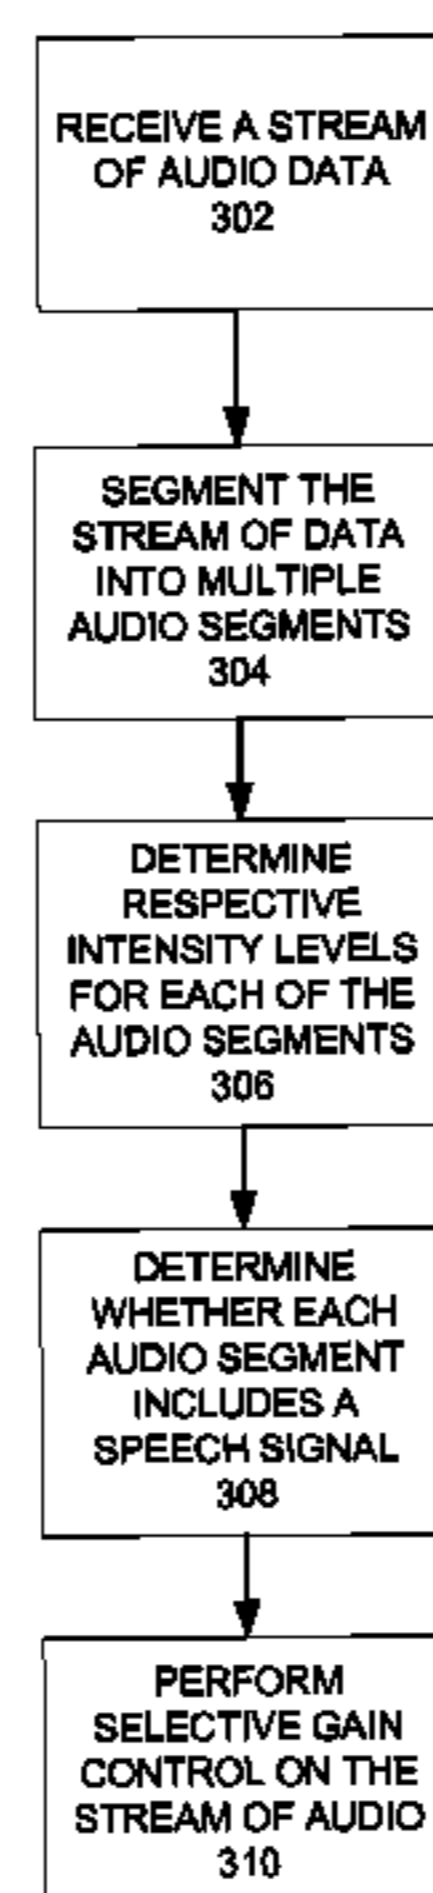 RECEIVE A STREAM
OF AUDIO DATA
302
SEGMENT THE
STREAM OF DATA
INTO MULTIPLE
AUDIO SEGMENTS
304
DETERMINE
RESPECTIVE
INTENSITY LEVELS
FOR EACH OF THE
AUDIO SEGMENTS
306
DETERMINE
WHETHER EACH
AUDIO SEGMENT
INCLUDES A
SPEECH SIGNAL
308
PERFORM
SELECTIVE GAIN
CONTROL ON THE
STREAM OF AUDIO
310